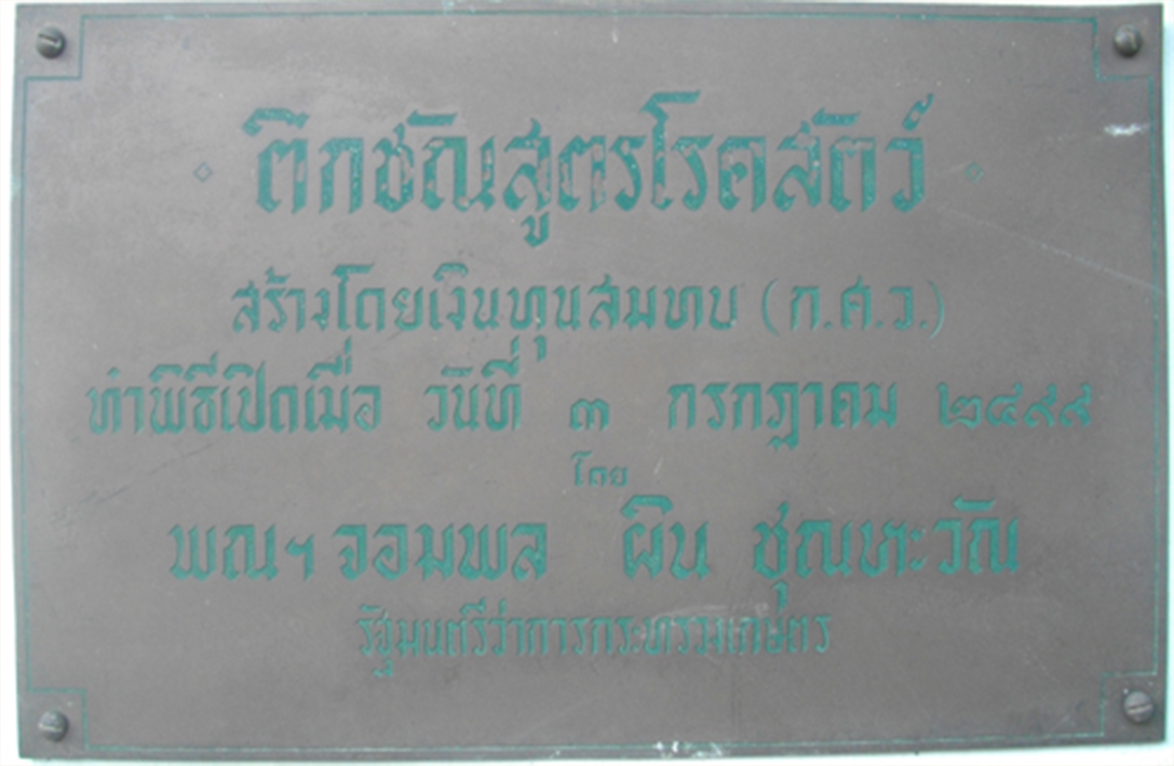 ตึกชัณสูตรโรคสัตว์
สร้างโดยเงินทุนสมทบ (ก.ศ.ว.)
ทำพิธีเปิดเมื่อ วันที่ ๓ กรกฎาคม ๒๔๙๙
โดย
พณฯ จอมพล ผิน ชุณหะวัณ
รัฐมนตรีว่าการกระทรวงเกษตร